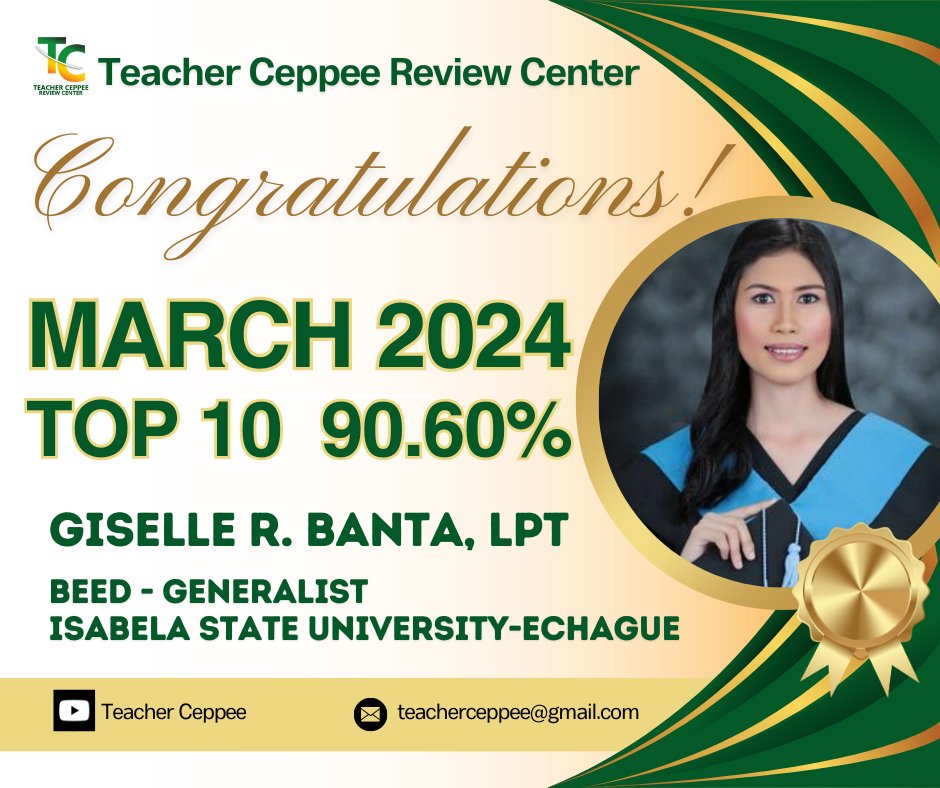 TC
TEACHER CEPPEE
REVIEW CENTER
Teacher Ceppee Review Center
Congratulations!
MARCH 2024
TOP 10 90.60%
GISELLE R. BANTA, LPT
BEED - GENERALIST
ISABELA STATE UNIVERSITY-ECHAGUE
Teacher Ceppee
teacherceppee@gmail.com